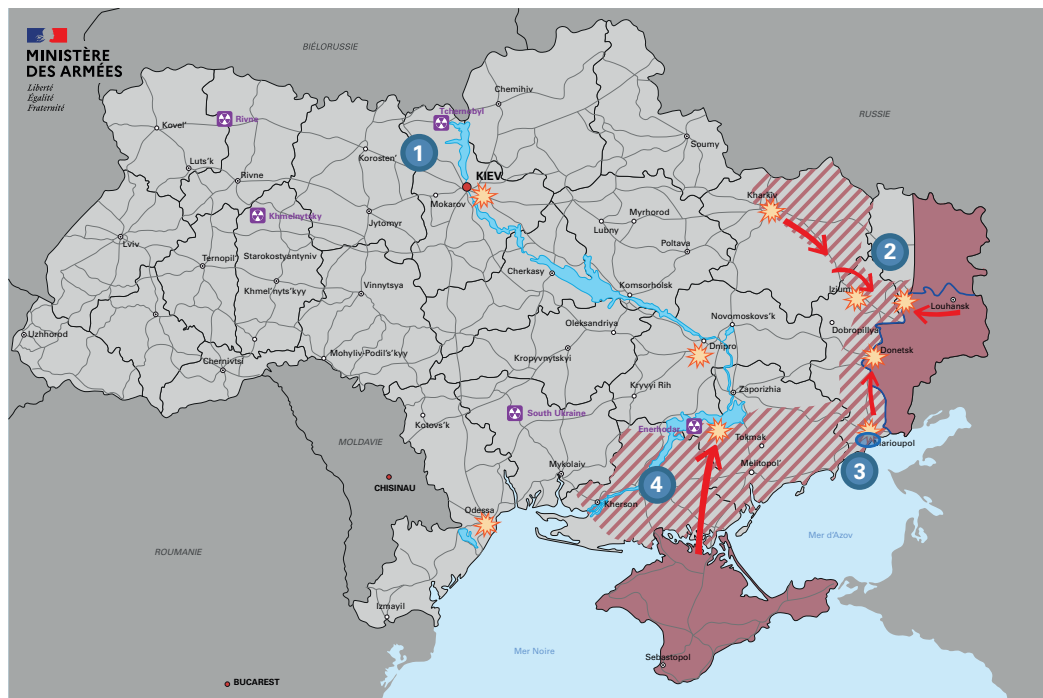 MINISTÈRE
DES ARMÉES
Liberté
Égalité
Fraternité
BIÉLORUSSIE
RUSSIE
Chernihiv
Tchernobyl
Rivne
Kovel'
1
Soumy
Korosten'
Luts'k
Rivne
KIEV
Kharkiv
Mokarov
Khmelnytsky
Jytomyr
Myrhorod
Lubny
Lviv
Poltava
2
Ternopil'
Starokostyantyniv
Cherkasy
Khmel'nyts'kyy
Vinnytsya
Komsorholsk
Izium
Louhansk
Novomoskovs'k
Oleksandriya
Dobropillya
Uzhhorod
Dnipro
Donetsk
Mohyliv-Podil's'kyy
Chernivtsi
Kropyvnytskyi
Kryvyi Rih
Zaporizhia
South Ukraine
Kotovs'k
Enerhodar
MOLDAVIE
Tokmak
Marioupol
Mykolaiv
Melitopol'
3
4
CHISINAU
Kherson
Odessa
Mer d'Azov
ROUMANIE
Izmayil
Mer Noire
Sebastopol
BUCAREST